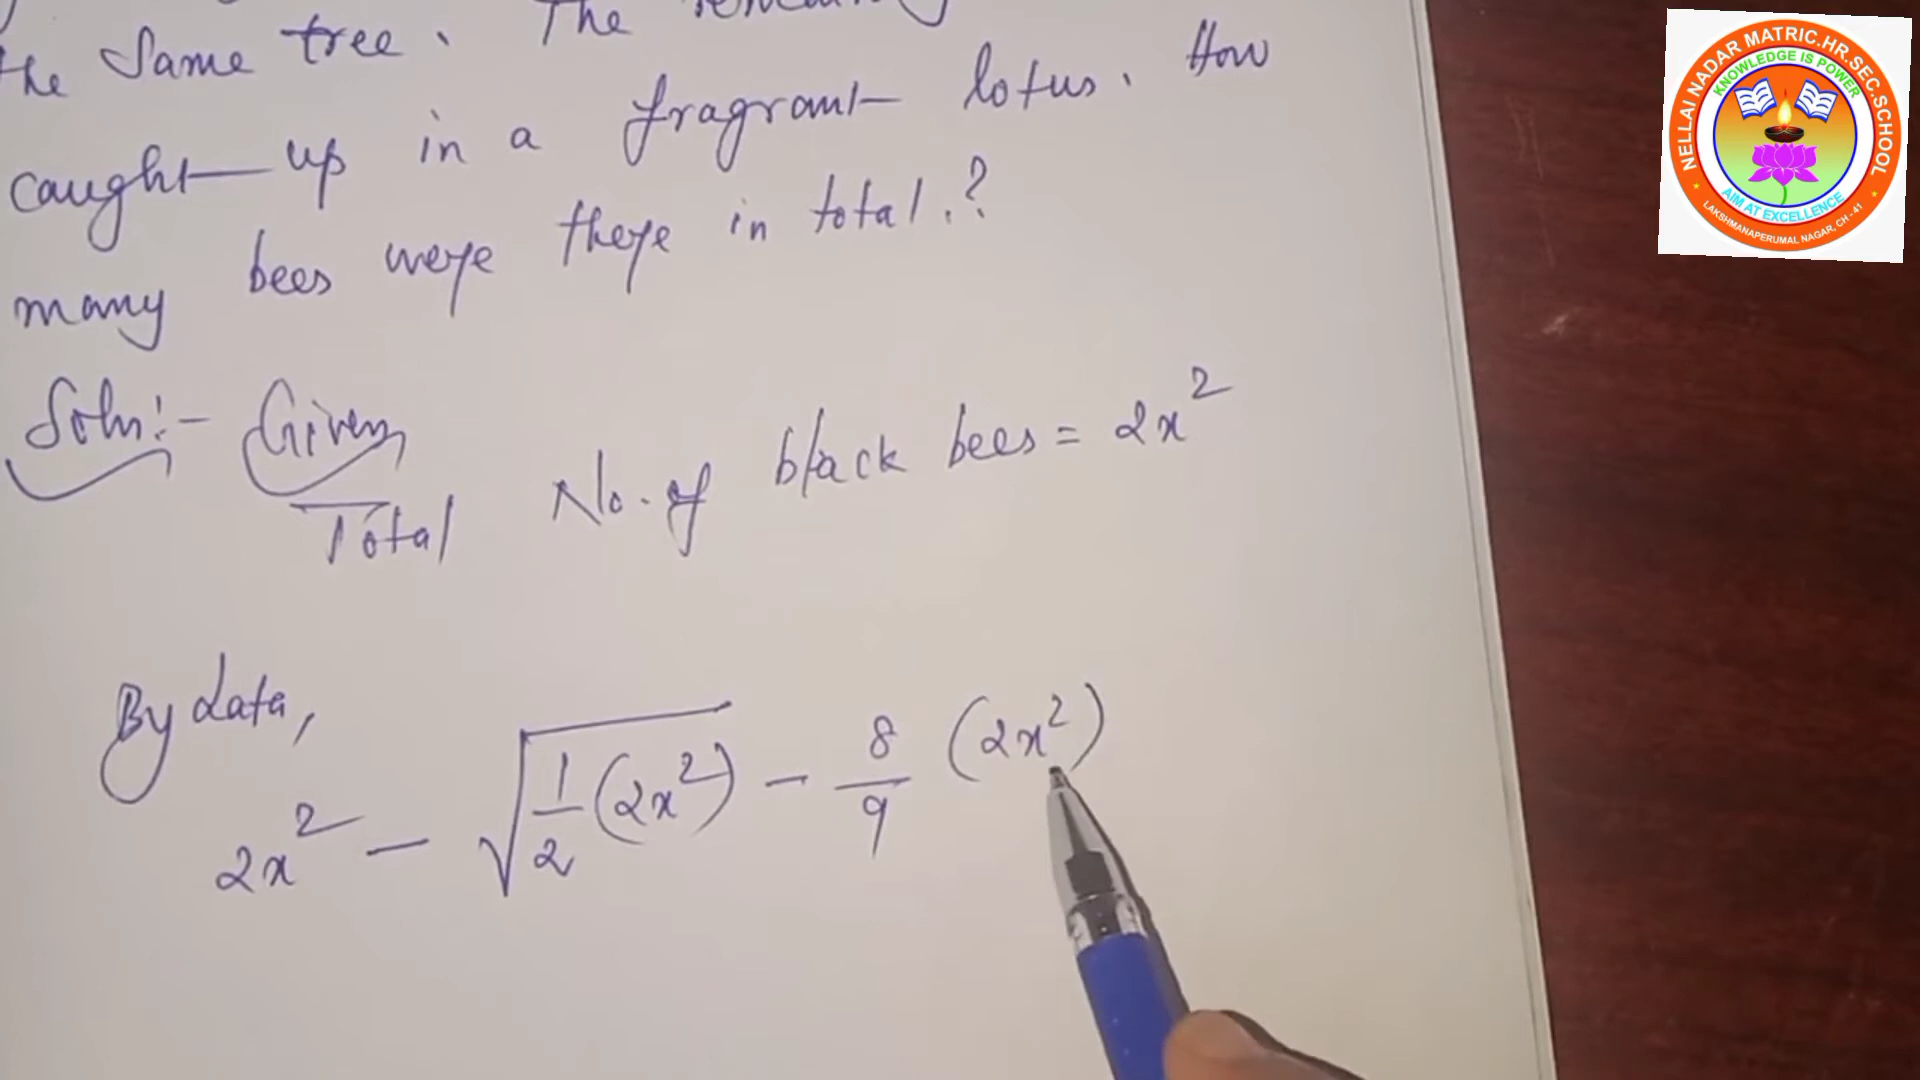 the same tree. The
caught up in a fragrant lotus. How
many bees were there in total.?
Soln:- Given
Total No. of black bees = 2x²
By data,
2x² - √(1/2 (2x²)) - 8/9 (2x²)
NELLAI NADAR MATRIC.HR.SEC.SCHOOL
KNOWLEDGE IS POWER
AIM AT EXCELLENCE
LAKSHMANAPERUMAL NAGAR, CH - 41